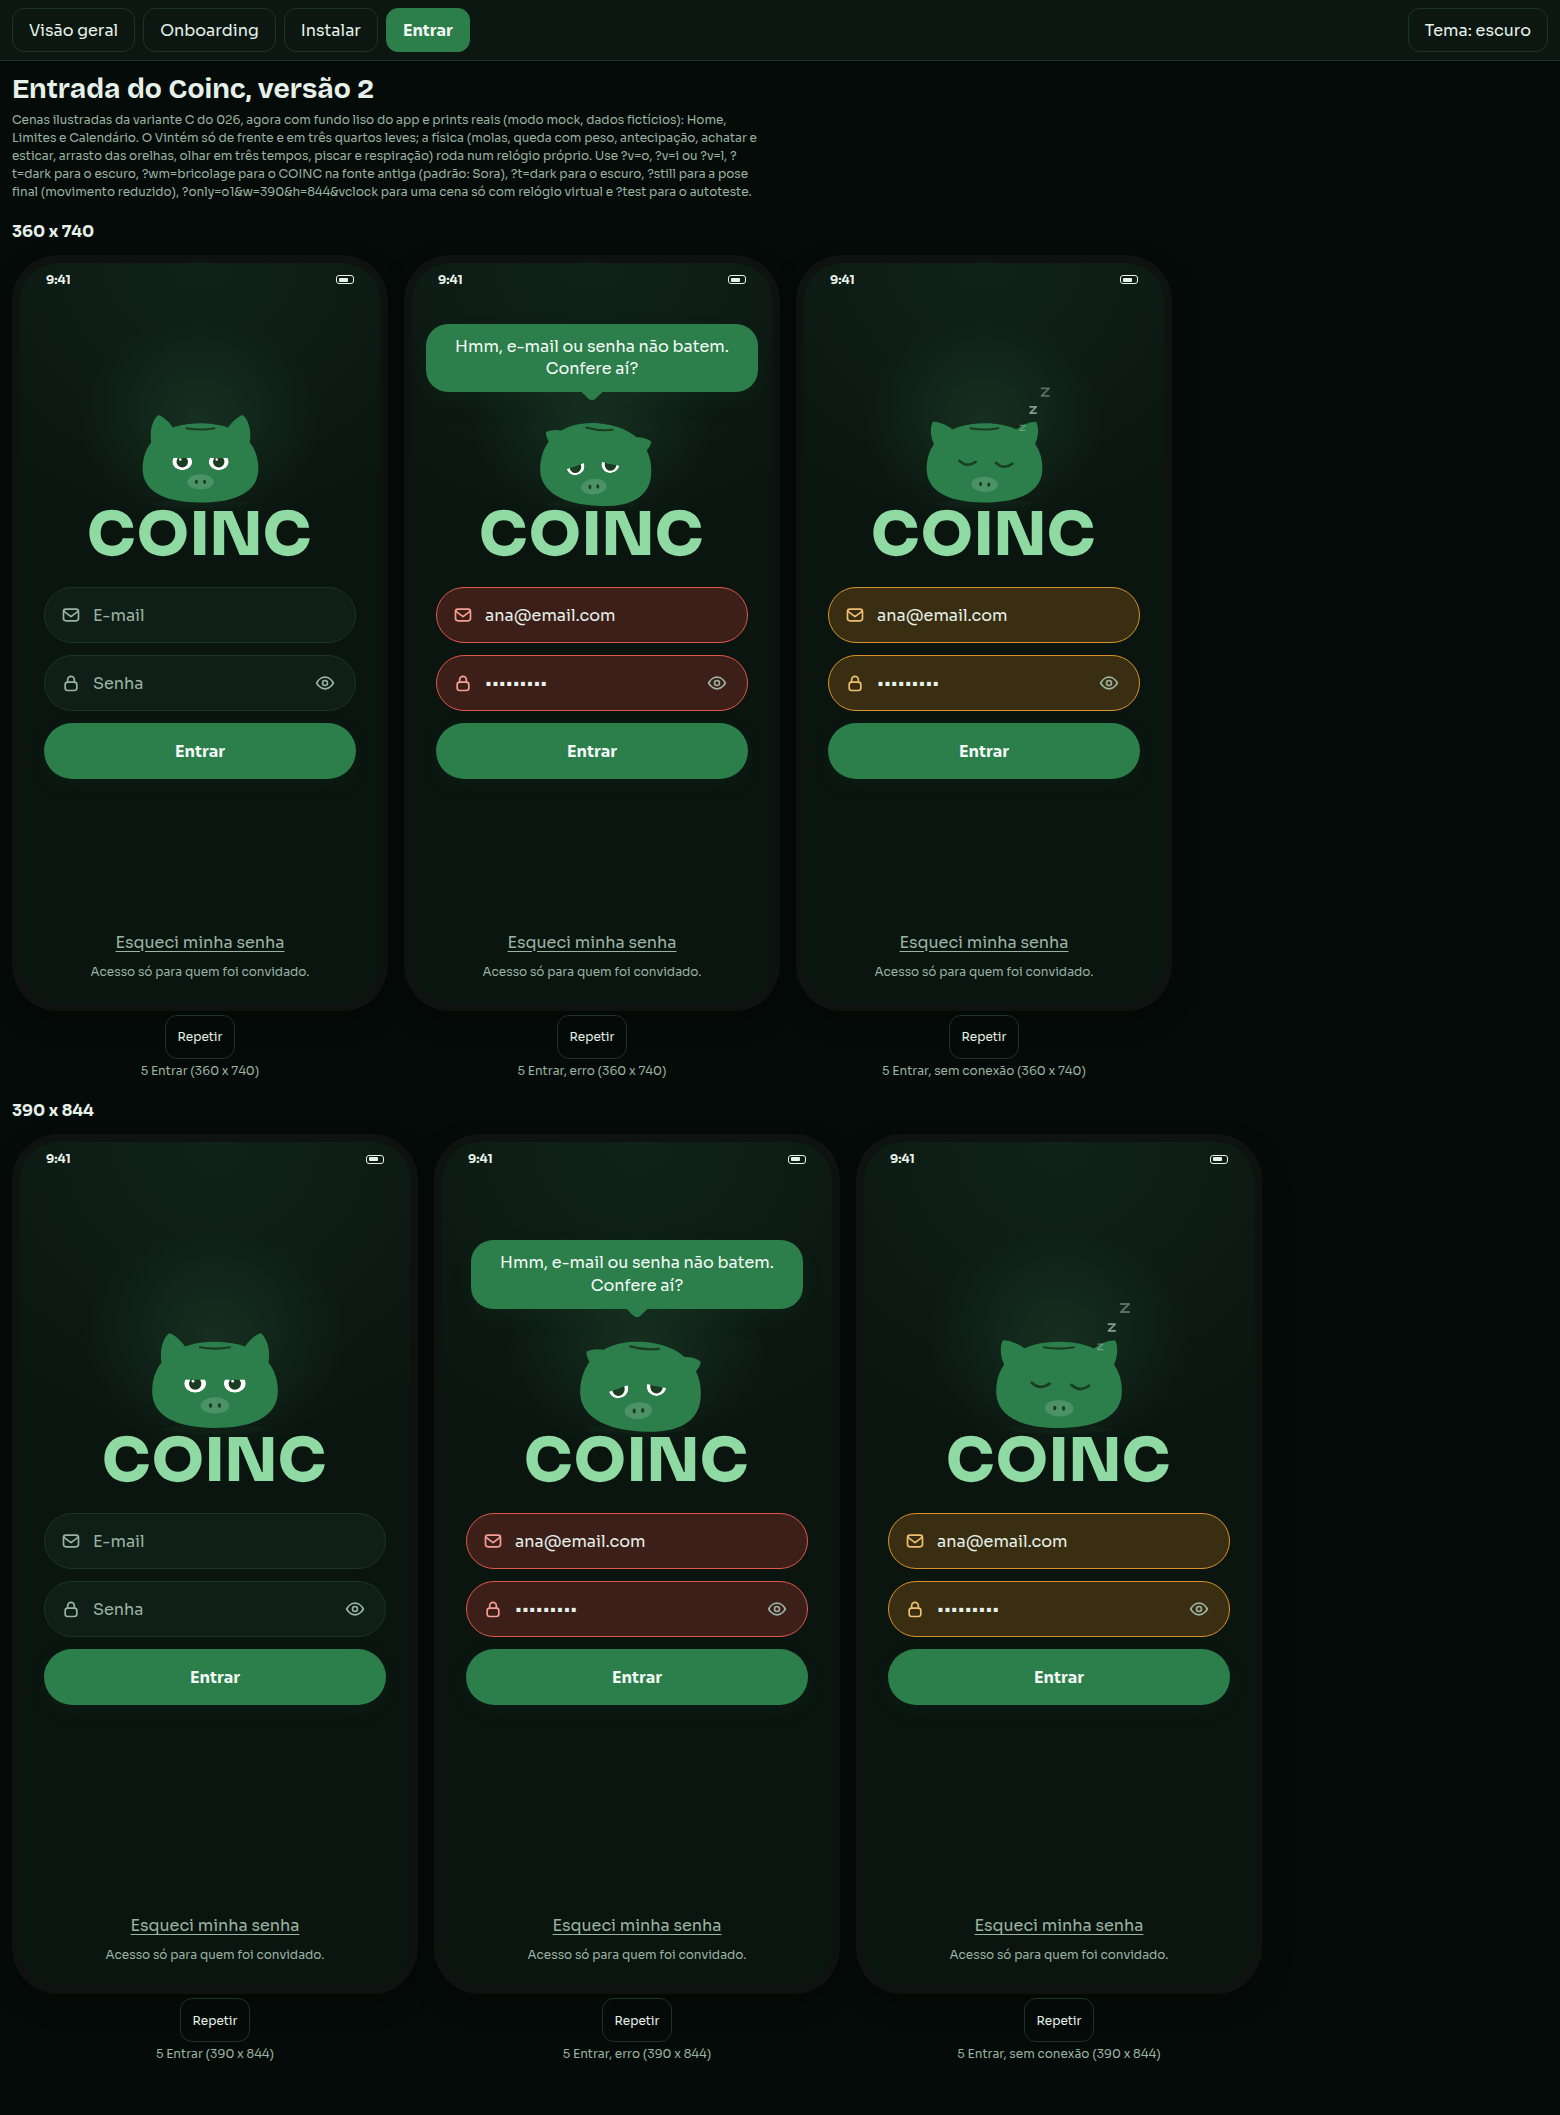 Visão geral
Onboarding
Instalar
Entrar
Tema: escuro
Entrada do Coinc, versão 2
Cenas ilustradas da variante C do 026, agora com fundo liso do app e prints reais (modo mock, dados fictícios): Home,
Limites e Calendário. O Vintém só de frente e em três quartos leves; a física (molas, queda com peso, antecipação, achatar e
esticar, arrasto das orelhas, olhar em três tempos, piscar e respiração) roda num relógio próprio. Use ?v=o, ?v=i ou ?v=l, ?
t=dark para o escuro, ?wm=bricolage para o COINC na fonte antiga (padrão: Sora), ?t=dark para o escuro, ?still para a pose
final (movimento reduzido), ?only=o1&w=390&h=844&vclock para uma cena só com relógio virtual e ?test para o autoteste.
360 x 740
9:41
COINC
E-mail
Senha
Entrar
Esqueci minha senha
Acesso só para quem foi convidado.
Repetir
5 Entrar (360 x 740)
9:41
Hmm, e-mail ou senha não batem.
Confere aí?
COINC
ana@email.com
Entrar
Esqueci minha senha
Acesso só para quem foi convidado.
Repetir
5 Entrar, erro (360 x 740)
9:41
z
z
z
COINC
ana@email.com
Entrar
Esqueci minha senha
Acesso só para quem foi convidado.
Repetir
5 Entrar, sem conexão (360 x 740)
390 x 844
9:41
COINC
E-mail
Senha
Entrar
Esqueci minha senha
Acesso só para quem foi convidado.
Repetir
5 Entrar (390 x 844)
9:41
Hmm, e-mail ou senha não batem.
Confere aí?
COINC
ana@email.com
Entrar
Esqueci minha senha
Acesso só para quem foi convidado.
Repetir
5 Entrar, erro (390 x 844)
9:41
z
z
z
COINC
ana@email.com
Entrar
Esqueci minha senha
Acesso só para quem foi convidado.
Repetir
5 Entrar, sem conexão (390 x 844)